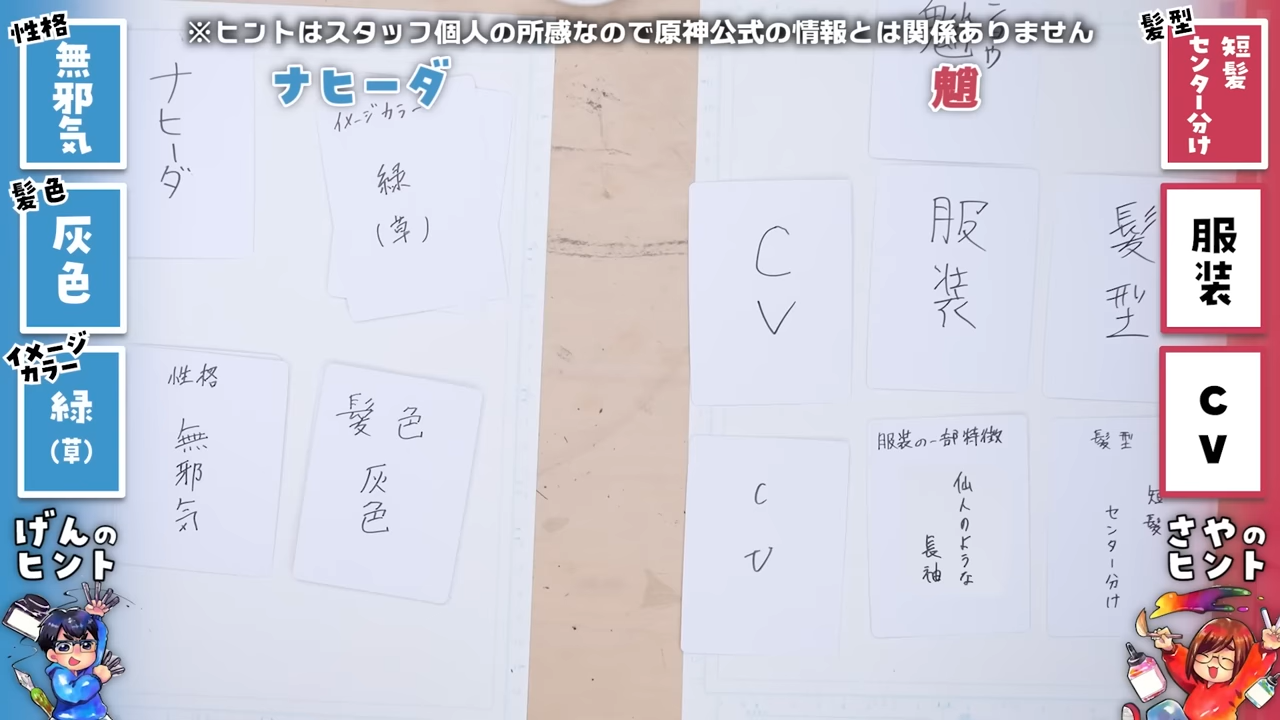 ※ヒントはスタッフ個人の所感なので原神公式の情報とは関係ありません
性格
無邪気
髪色
灰色
イメージ
カラー
緑
(草)
げんの
ヒント
ナヒーダ
ナヒーダ
イメージカラー
緑
(草)
性格
無邪気
髪色
灰色
魈
CV
服装
髪型
CV
服装の一部特徴
仙人のような
長袖
髪型
短髪
センター分け
髪型
短髪
センター分け
服装
CV
さやの
ヒント